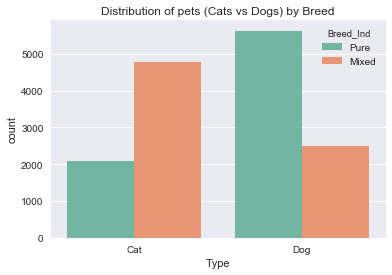 Distribution of pets (Cats vs Dogs) by Breed
Breed_Ind
Pure
Mixed
5000
4000
3000
2000
1000
0
count
Cat
Dog
Type